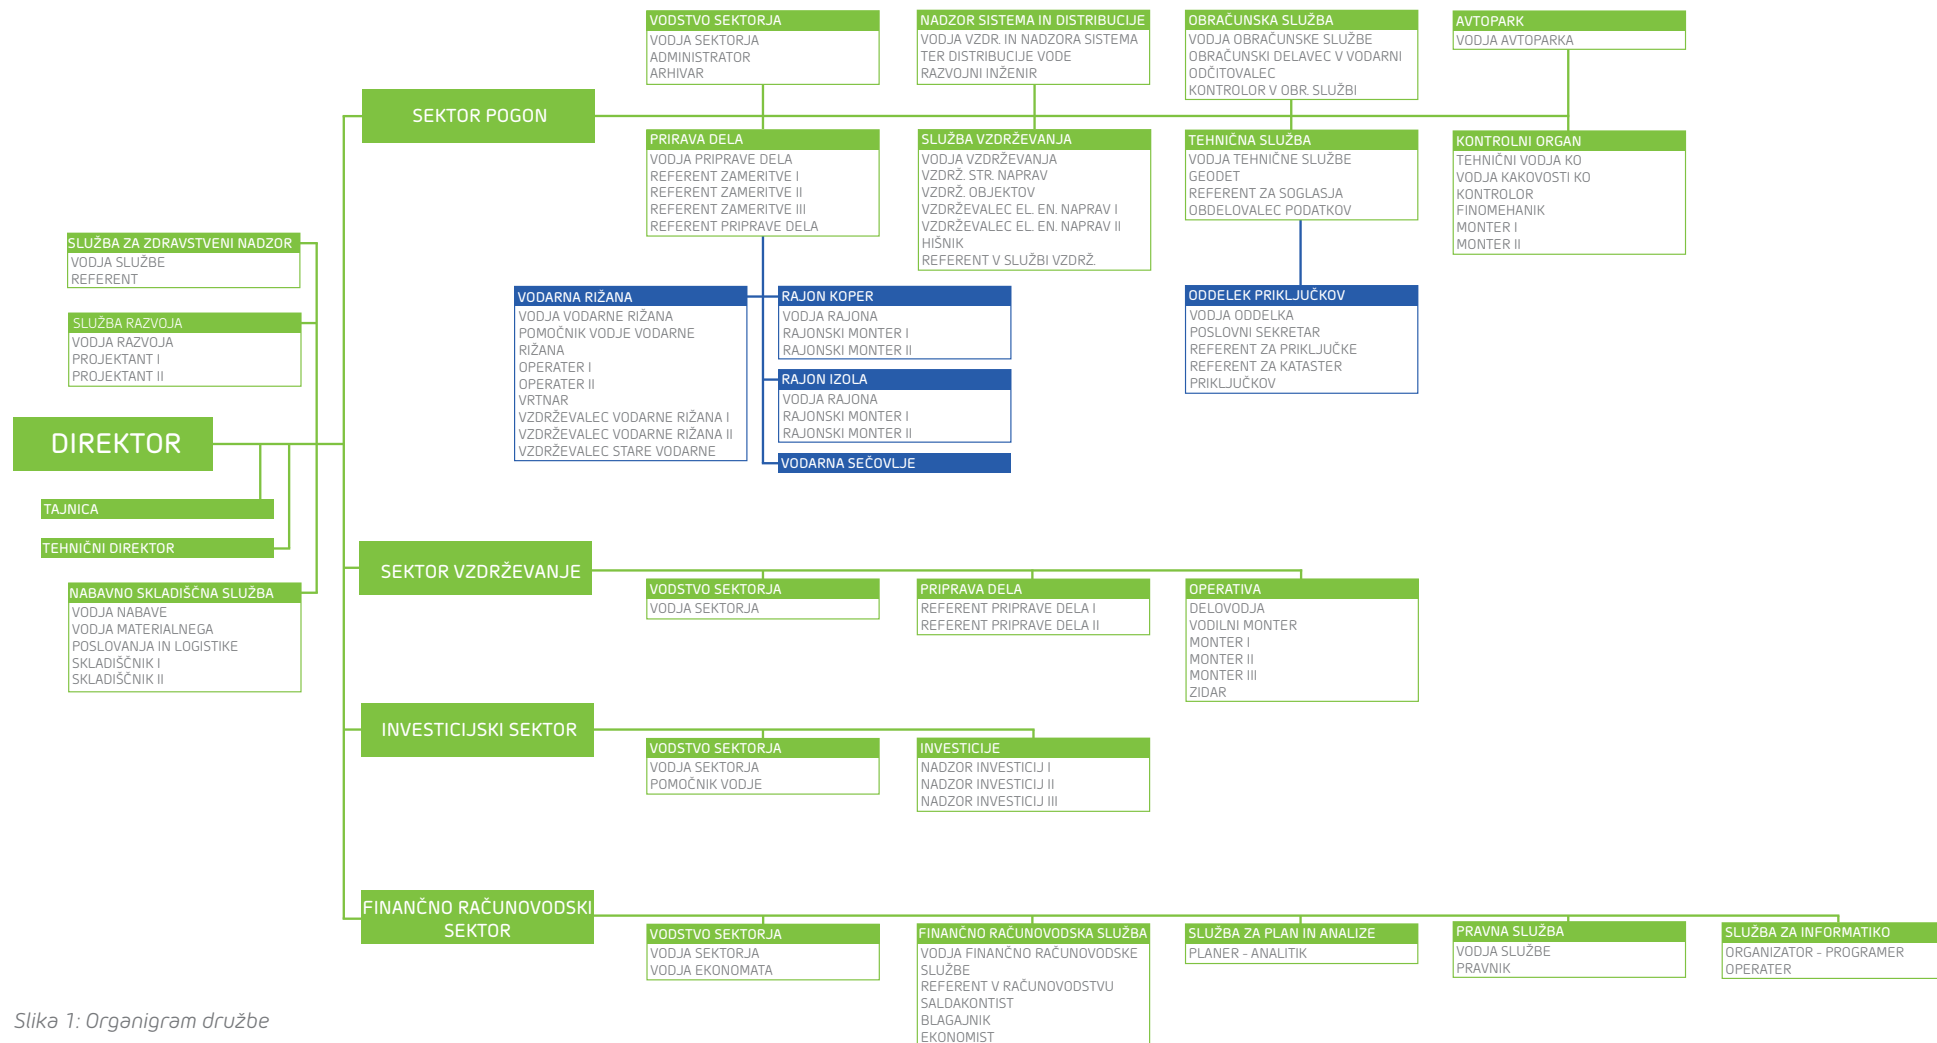 VODSTVO SEKTORJA
VODJA SEKTORJA
ADMINISTRATOR
ARHIVAR
NADZOR SISTEMA IN DISTRIBUCIJE
VODJA VZDR. IN NADZORA SISTEMA
TER DISTRIBUCIJE VODE
RAZVOJNI INŽENIR
OBRAČUNSKA SLUŽBA
VODJA OBRAČUNSKE SLUŽBE
OBRAČUNSKI DELAVEC V VODARNI
ODČITOVALEC
KONTROLOR V OBR. SLUŽBI
AVTOPARK
VODJA AVTOPARKA
SEKTOR POGON
PRIRAVA DELA
VODJA PRIPRAVE DELA
REFERENT ZAMERITVE I
REFERENT ZAMERITVE II
REFERENT ZAMERITVE III
REFERENT PRIPRAVE DELA
SLUŽBA VZDRŽEVANJA
VODJA VZDRŽEVANJA
VZDRŽ. STR. NAPRAV
VZDRŽ. OBJEKTOV
VZDRŽEVALEC EL. EN. NAPRAV I
VZDRŽEVALEC EL. EN. NAPRAV II
HIŠNIK
REFERENT V SLUŽBI VZDRŽ.
TEHNIČNA SLUŽBA
VODJA TEHNIČNE SLUŽBE
GEODET
REFERENT ZA SOGLASJA
OBDELOVALEC PODATKOV
KONTROLNI ORGAN
TEHNIČNI VODJA KO
VODJA KAKOVOSTI KO
KONTROLOR
FINOMEHANIK
MONTER I
MONTER II
SLUŽBA ZA ZDRAVSTVENI NADZOR
VODJA SLUŽBE
REFERENT
SLUŽBA RAZVOJA
VODJA RAZVOJA
PROJEKTANT I
PROJEKTANT II
VODARNA RIŽANA
VODJA VODARNE RIŽANA
POMOČNIK VODJE VODARNE
RIŽANA
OPERATER I
OPERATER II
VRTNAR
VZDRŽEVALEC VODARNE RIŽANA I
VZDRŽEVALEC VODARNE RIŽANA II
VZDRŽEVALEC STARE VODARNE
RAJON KOPER
VODJA RAJONA
RAJONSKI MONTER I
RAJONSKI MONTER II
RAJON IZOLA
VODJA RAJONA
RAJONSKI MONTER I
RAJONSKI MONTER II
VODARNA SEČOVLJE
ODDELEK PRIKLJUČKOV
VODJA ODDELKA
POSLOVNI SEKRETAR
REFERENT ZA PRIKLJUČKE
REFERENT ZA KATASTER
PRIKLJUČKOV
DIREKTOR
TAJNICA
TEHNIČNI DIREKTOR
NABAVNO SKLADIŠČNA SLUŽBA
VODJA NABAVE
VODJA MATERIALNEGA
POSLOVANJA IN LOGISTIKE
SKLADIŠČNIK I
SKLADIŠČNIK II
SEKTOR VZDRŽEVANJE
VODSTVO SEKTORJA
VODJA SEKTORJA
PRIPRAVA DELA
REFERENT PRIPRAVE DELA I
REFERENT PRIPRAVE DELA II
OPERATIVA
DELOVODJA
VODILNI MONTER
MONTER I
MONTER II
MONTER III
ZIDAR
INVESTICIJSKI SEKTOR
VODSTVO SEKTORJA
VODJA SEKTORJA
POMOČNIK VODJE
INVESTICIJE
NADZOR INVESTICIJ I
NADZOR INVESTICIJ II
NADZOR INVESTICIJ III
FINANČNO RAČUNOVODSKI
SEKTOR
VODSTVO SEKTORJA
VODJA SEKTORJA
VODJA EKONOMATA
FINANČNO RAČUNOVODSKA SLUŽBA
VODJA FINANČNO RAČUNOVODSKE
SLUŽBE
REFERENT V RAČUNOVODSTVU
SALDAKONTIST
BLAGAJNIK
EKONOMIST
SLUŽBA ZA PLAN IN ANALIZE
PLANER - ANALITIK
PRAVNA SLUŽBA
VODJA SLUŽBE
PRAVNIK
SLUŽBA ZA INFORMATIKO
ORGANIZATOR - PROGRAMER
OPERATER
Slika 1: Organigram družbe